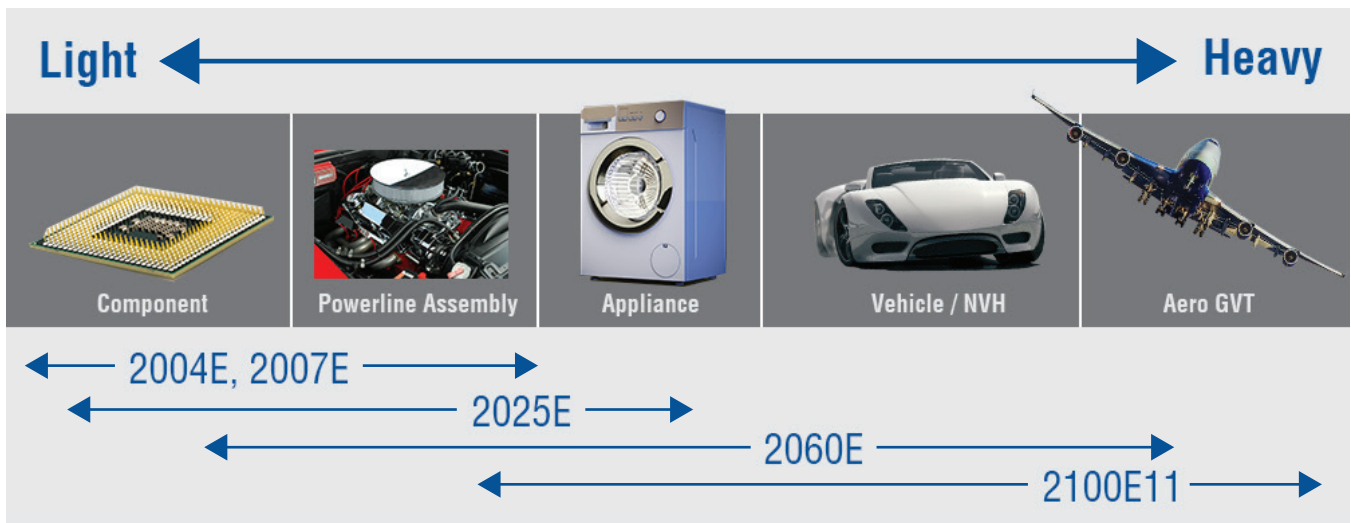 Light Heavy
Component Powerline Assembly Appliance Vehicle / NVH Aero GVT
2004E, 2007E
2025E
2060E
2100E11